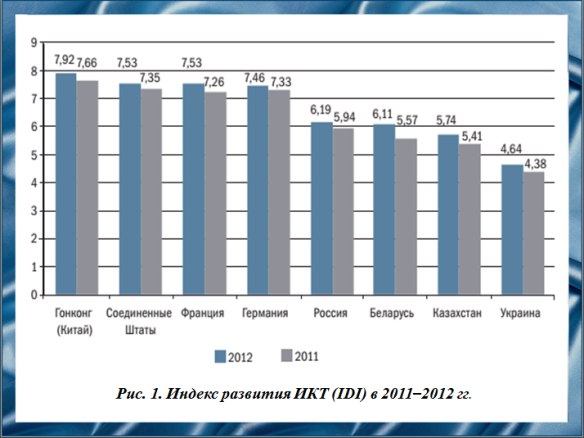 9
8
7
6
5
4
3
2
1
0
7,92 7,66
7,53
7,35
7,53
7,26
7,46
7,33
6,19
5,94
6,11
5,57
5,74
5,41
4,64
4,38
Гонконг
(Китай)
Соединенные
Штаты
Франция
Германия
Россия
Беларусь
Казахстан
Украина
2012 2011
Рис. 1. Индекс развития ИКТ (IDI) в 2011–2012 гг.